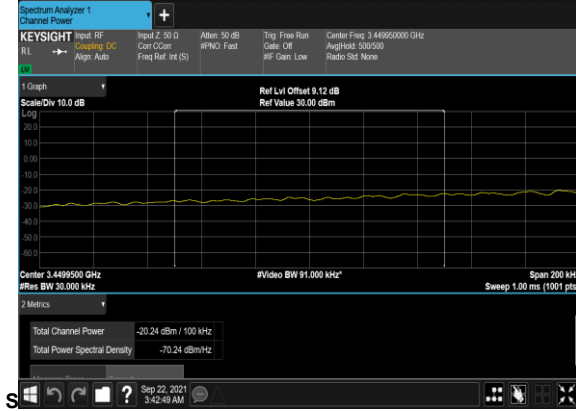 Spectrum Analyzer 1
Channel Power
KEYSIGHT
RL
Input: RF
Coupling: DC
Align: Auto
Input Z: 50 Ω
Corr CCorr
Freq Ref: Int (S)
Atten: 50 dB
#PNO: Fast
Trig: Free Run
Gate: Off
#IF Gain: Low
Center Freq: 3.449950000 GHz
Avg|Hold: 500/500
Radio Std: None
1 Graph
Scale/Div 10.0 dB
Ref Lvl Offset 9.12 dB
Ref Value 30.00 dBm
Log
20.0
10.0
0.00
-10.0
-20.0
-30.0
-40.0
-50.0
-60.0
Center 3.4499500 GHz
#Res BW 30.000 kHz
#Video BW 91.000 kHz*
Span 200 kH
Sweep 1.00 ms (1001 pts
2 Metrics
Total Channel Power -20.24 dBm / 100 kHz
Total Power Spectral Density -70.24 dBm/Hz
S
?
Sep 22, 2021
3:42:49 AM